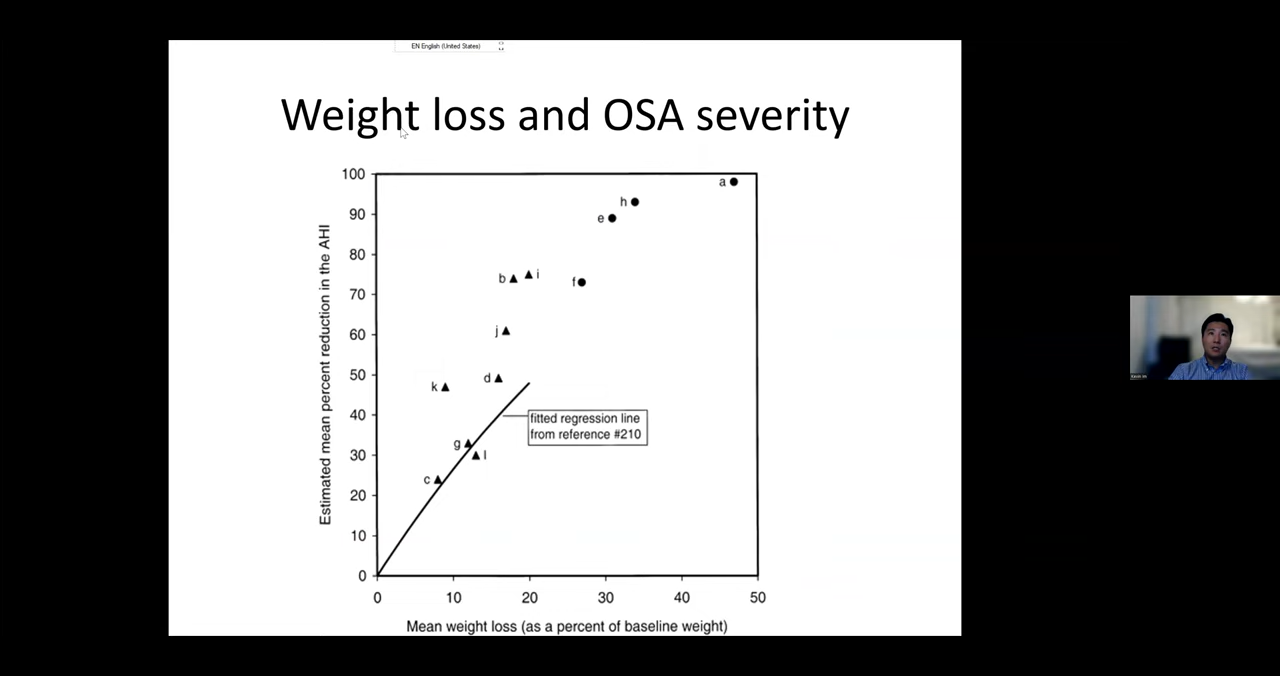 EN English (United States)
Weight loss and OSA severity
100
90
80
70
60
50
40
30
20
10
0
Estimated mean percent reduction in the AHI
a
h
e
f
b
i
j
d
k
g
l
c
fitted regression line
from reference #210
0 10 20 30 40 50
Mean weight loss (as a percent of baseline weight)